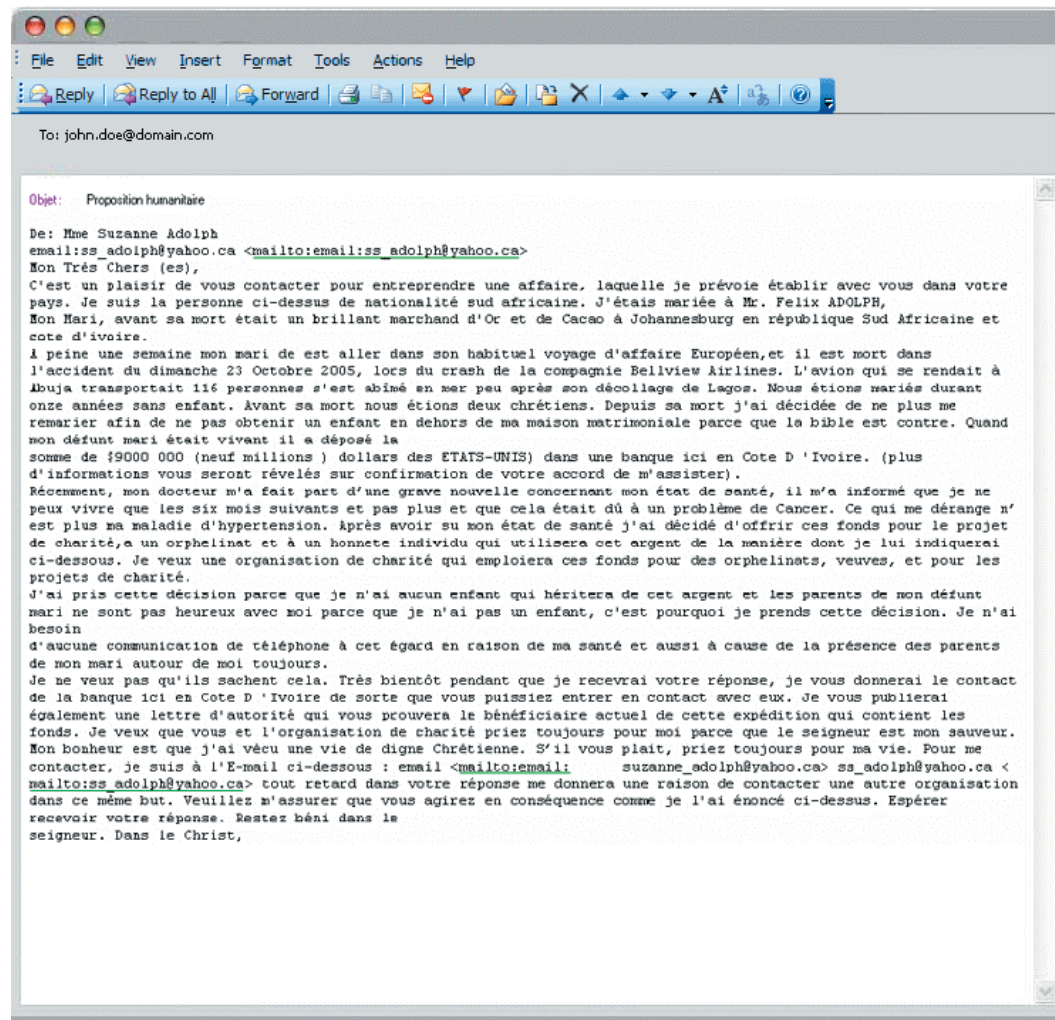 File Edit View Insert Format Tools Actions Help
Reply Reply to All Forward
To: john.doe@domain.com
Objet: Proposition humanitaire
De: Mme Suzanne Adolph
email:ss_adolph@yahoo.ca <mailto:email:ss_adolph@yahoo.ca>
Mon Très Chers (es),
C'est un plaisir de vous contacter pour entreprendre une affaire, laquelle je prévoie établir avec vous dans votre
pays. Je suis la personne ci-dessus de nationalité sud africaine. J'étais mariée à Mr. Felix ADOLPH,
Mon Mari, avant sa mort était un brillant marchand d'Or et de Cacao à Johannesburg en république Sud Africaine et
cote d'ivoire.
A peine une semaine mon mari de est aller dans son habituel voyage d'affaire Européen,et il est mort dans
l'accident du dimanche 23 Octobre 2005, lors du crash de la compagnie Bellview Airlines. L'avion qui se rendait à
Abuja transportait 116 personnes s'est abîmé en mer peu après son décollage de Lagos. Nous étions mariés durant
onze années sans enfant. Avant sa mort nous étions deux chrétiens. Depuis sa mort j'ai décidée de ne plus me
remarier afin de ne pas obtenir un enfant en dehors de ma maison matrimoniale parce que la bible est contre. Quand
mon défunt mari était vivant il a déposé la
somme de $9000 000 (neuf millions ) dollars des ETATS-UNIS) dans une banque ici en Cote D 'Ivoire. (plus
d'informations vous seront révelés sur confirmation de votre accord de m'assister).
Récemment, mon docteur m'a fait part d'une grave nouvelle concernant mon état de santé, il m'a informé que je ne
peux vivre que les six mois suivants et pas plus et que cela était dû à un problème de Cancer. Ce qui me dérange n'
est plus ma maladie d'hypertension. Après avoir su mon état de santé j'ai décidé d'offrir ces fonds pour le projet
de charité,a un orphelinat et à un honnete individu qui utilisera cet argent de la manière dont je lui indiquerai
ci-dessous. Je veux une organisation de charité qui emploiera ces fonds pour des orphelinats, veuves, et pour les
projets de charité.
J'ai pris cette décision parce que je n'ai aucun enfant qui héritera de cet argent et les parents de mon défunt
mari ne sont pas heureux avec moi parce que je n'ai pas un enfant, c'est pourquoi je prends cette décision. Je n'ai
besoin
d'aucune communication de téléphone à cet égard en raison de ma santé et aussi à cause de la présence des parents
de mon mari autour de moi toujours.
Je ne veux pas qu'ils sachent cela. Très bientôt pendant que je recevrai votre réponse, je vous donnerai le contact
de la banque ici en Cote D 'Ivoire de sorte que vous puissiez entrer en contact avec eux. Je vous publierai
également une lettre d'autorité qui vous prouvera le bénéficiaire actuel de cette expédition qui contient les
fonds. Je veux que vous et l'organisation de charité priez toujours pour moi parce que le seigneur est mon sauveur.
Mon bonheur est que j'ai vécu une vie de digne Chrétienne. S'il vous plait, priez toujours pour ma vie. Pour me
contacter, je suis à l'E-mail ci-dessous : email <mailto:email: suzanne_adolph@yahoo.ca> ss_adolph@yahoo.ca <
mailto:ss_adolph@yahoo.ca> tout retard dans votre réponse me donnera une raison de contacter une autre organisation
dans ce même but. Veuillez m'assurer que vous agirez en conséquence comme je l'ai énoncé ci-dessus. Espérer
recevoir votre réponse. Restez béni dans le
seigneur. Dans le Christ,